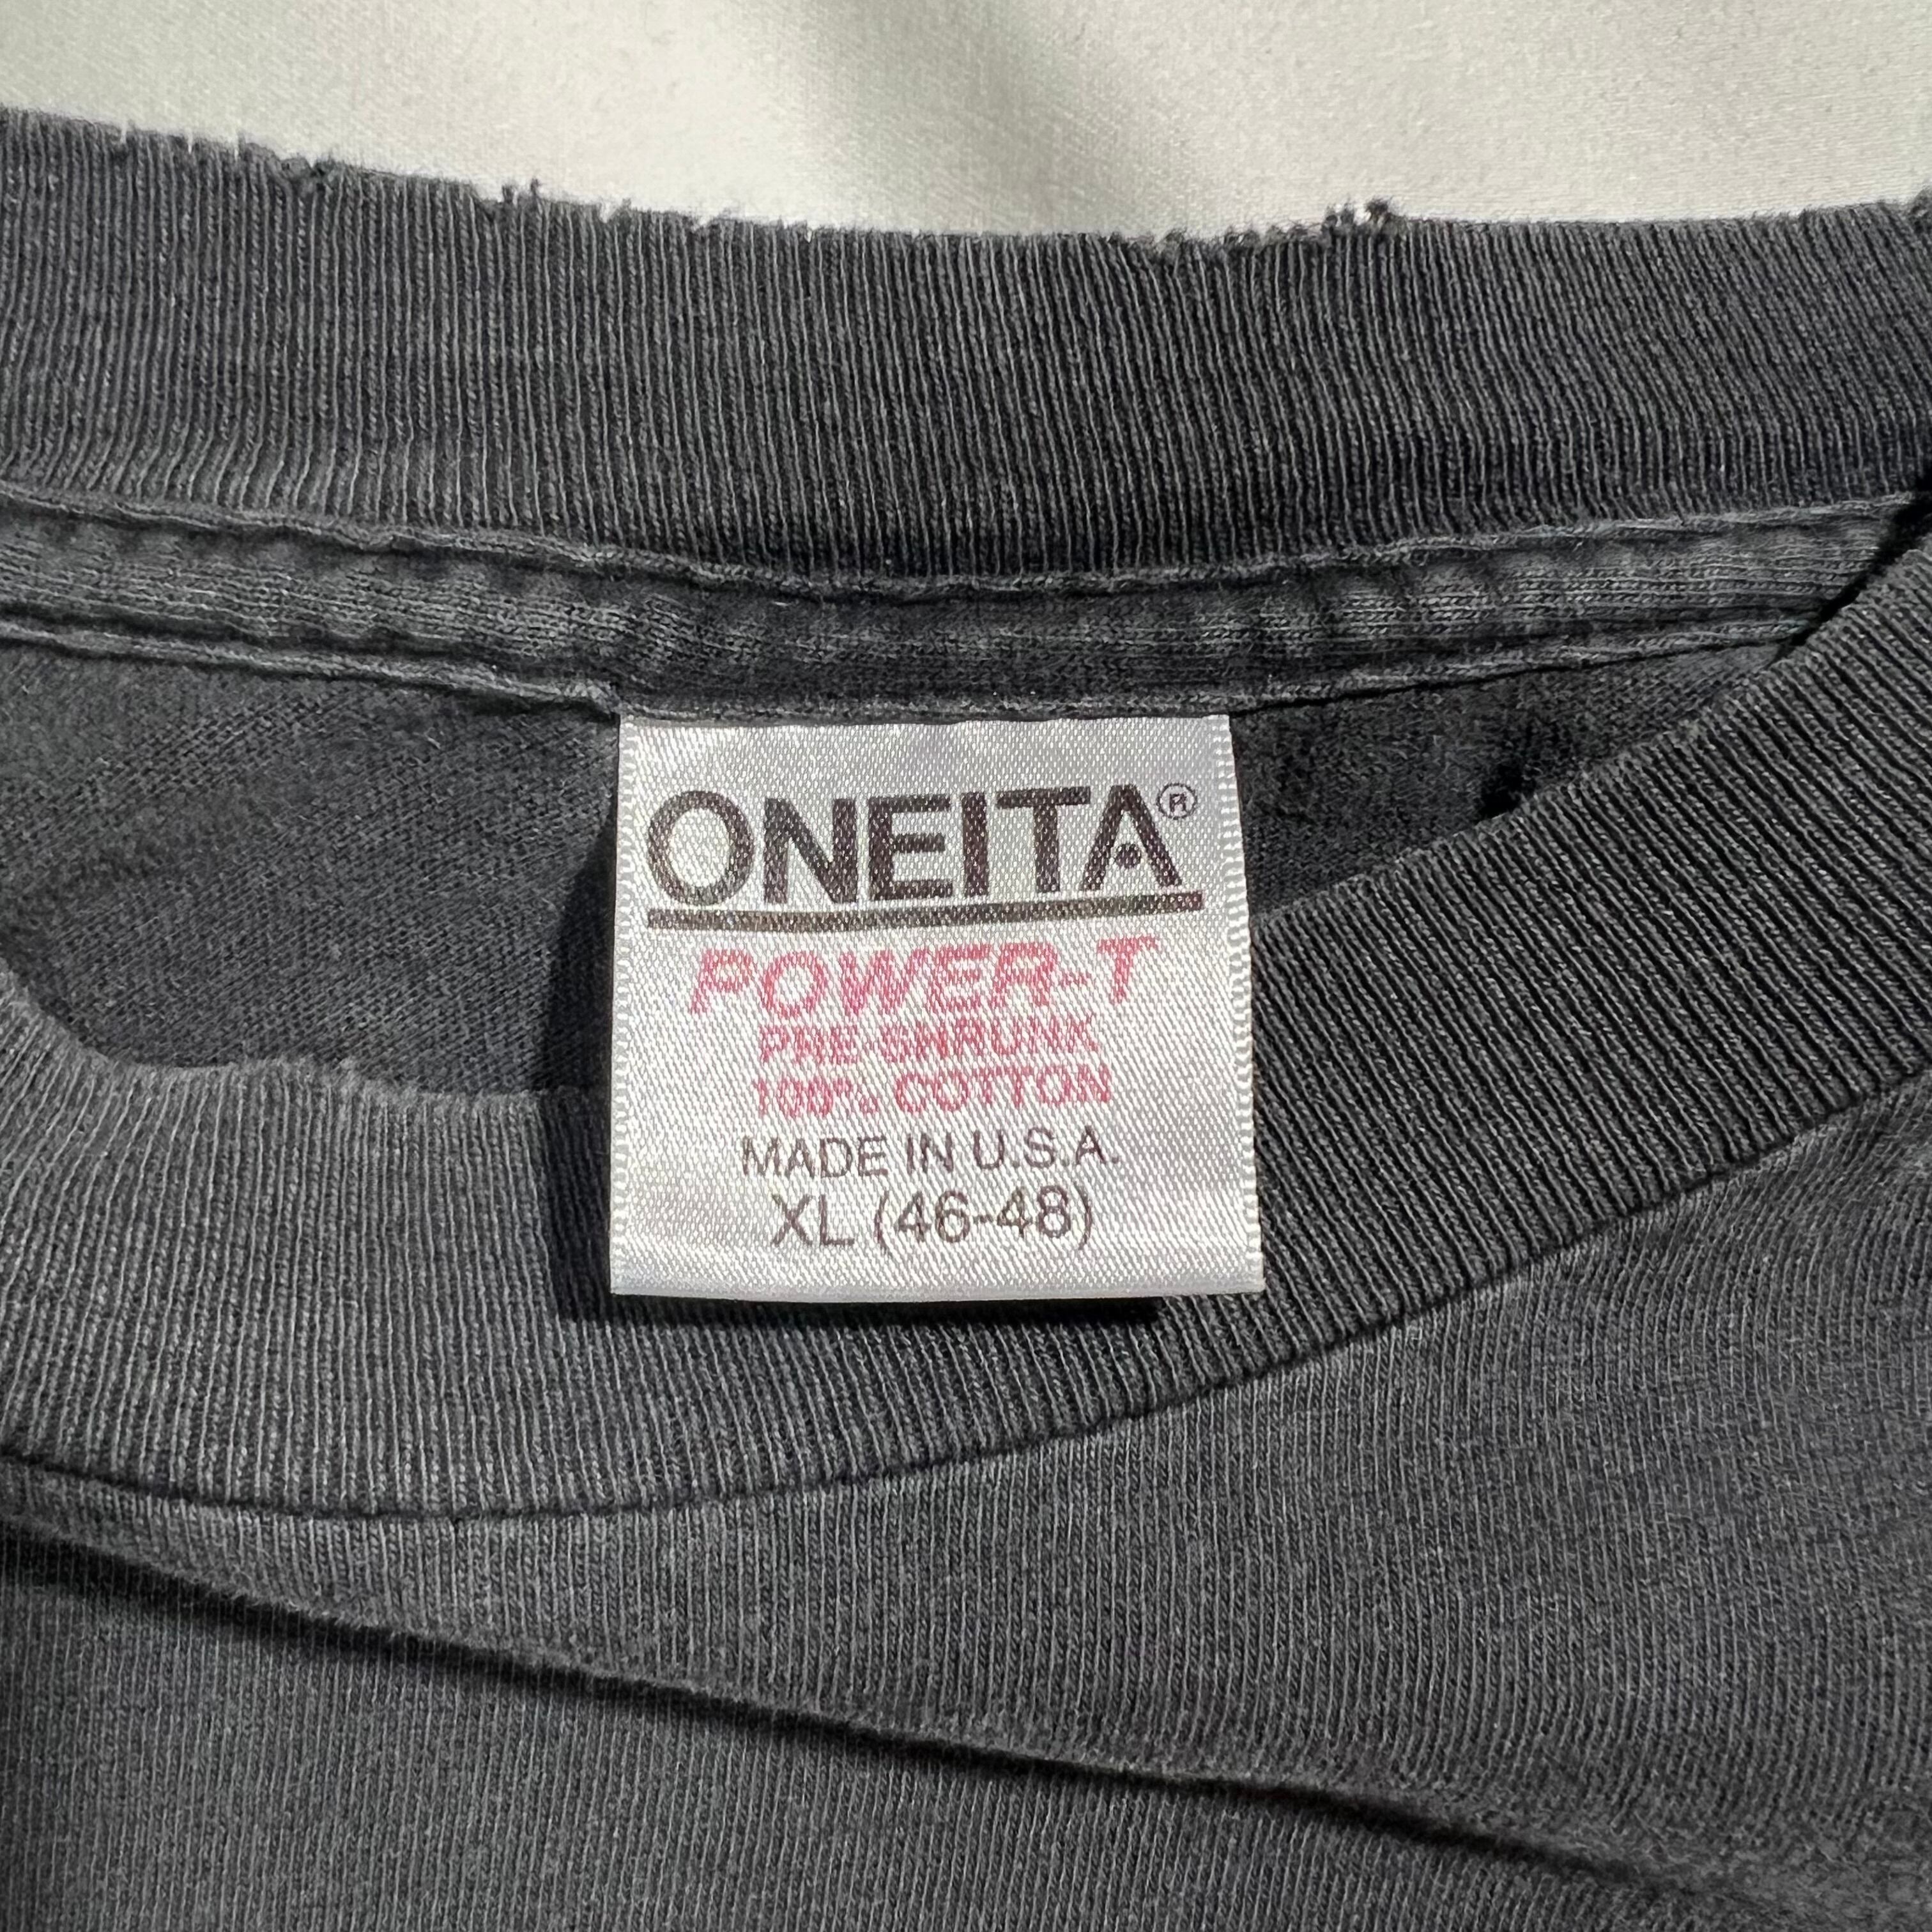 ONEITA®
POWER-T
PRE-SHRUNK
100% COTTON
MADE IN U.S.A.
XL (46-48)